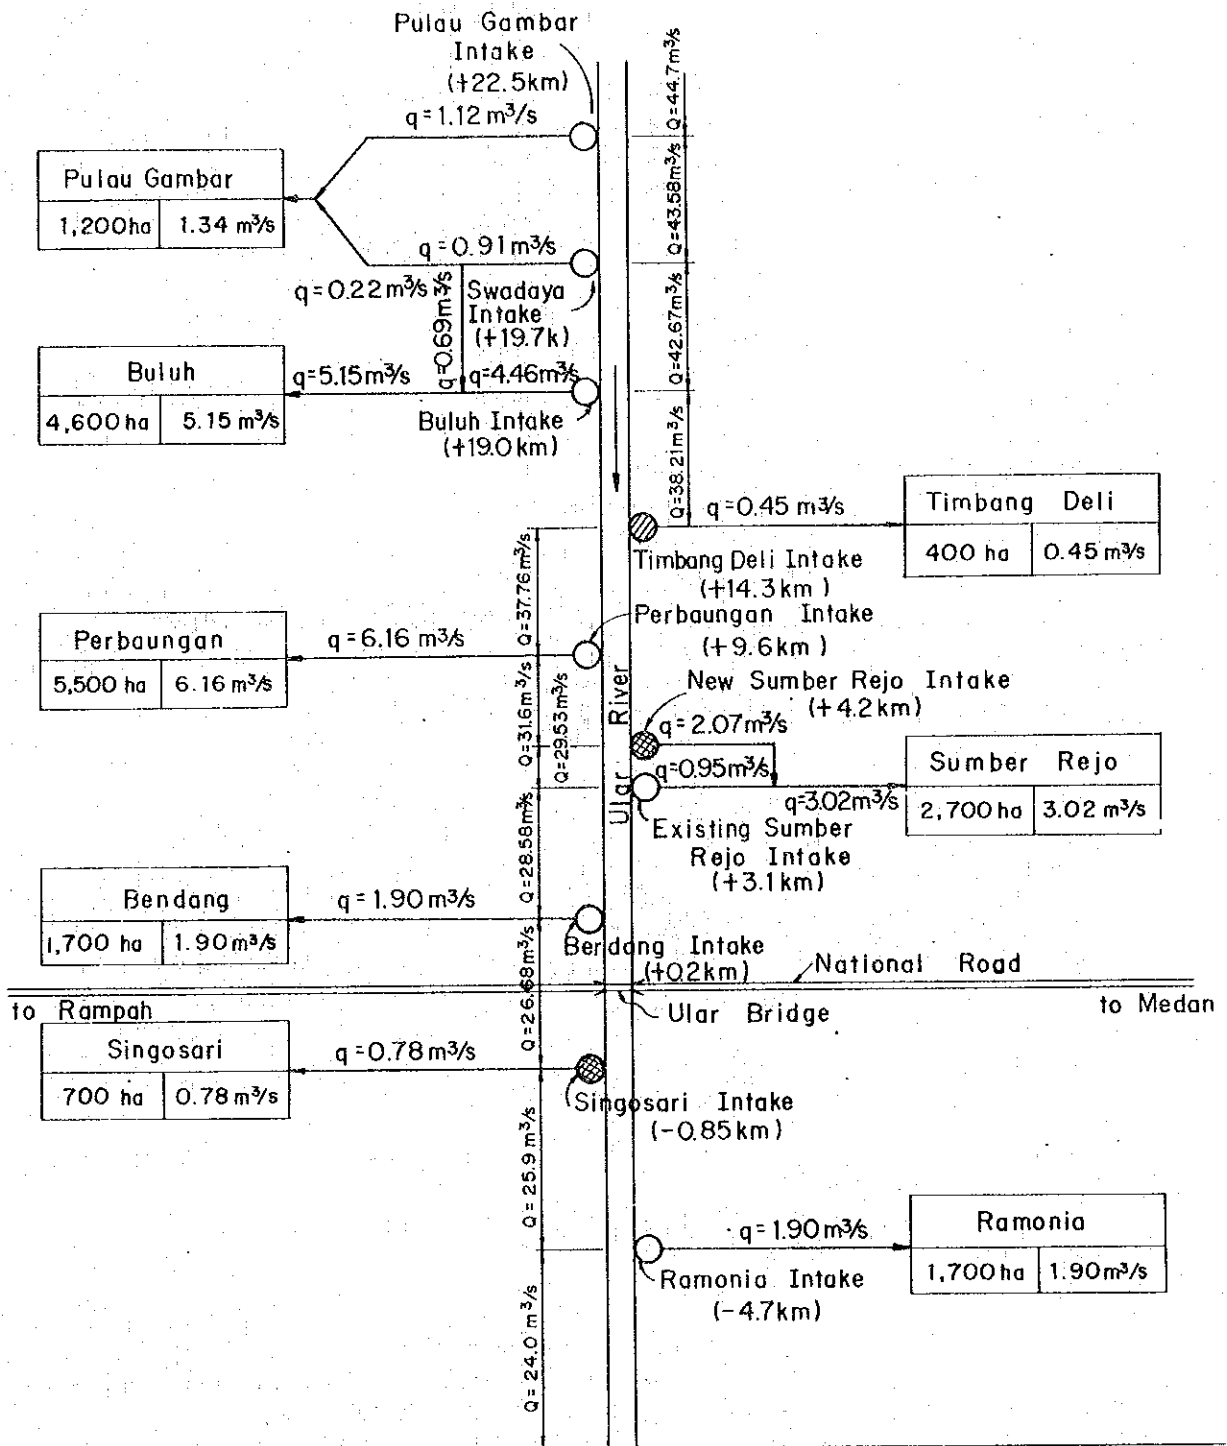 Pulau Gambar
Intake
(+22.5km)
q=1.12 m³/s
Q=44.7m³/s
Pulau Gambar
1,200ha
1.34 m³/s
Q=43.58m³/s
q=0.91m³/s
q=0.22m³/s
q=0.69m³/s
Swadaya
Intake
(+19.7k)
Q=42.67m³/s
Buluh
4,600 ha
5.15 m³/s
q=5.15m³/s
q=4.46m³/s
Buluh Intake
(+19.0km)
Q=38.21m³/s
q=0.45 m³/s
Timbang Deli
400 ha
0.45 m³/s
Timbang Deli Intake
(+14.3km)
Q=37.76m³/s
Perbaungan Intake
(+9.6km)
Perbaungan
5,500 ha
6.16 m³/s
q=6.16 m³/s
New Sumber Rejo Intake
(+4.2km)
Q=31.6m³/s
Q=29.53m³/s
Ular River
q=2.07m³/s
q=0.95m³/s
q=3.02m³/s
Sumber Rejo
2,700 ha
3.02 m³/s
Existing Sumber
Rejo Intake
(+3.1km)
Q=28.58m³/s
Bendang
1,700 ha
1.90m³/s
q=1.90m³/s
Bendang Intake
(+0.2km)
National Road
Q=26.68m³/s
to Rampah
Ular Bridge
to Medan
Singosari
700 ha
0.78m³/s
q=0.78m³/s
Singosari Intake
(-0.85km)
Q=25.9m³/s
q=1.90m³/s
Ramonia
1,700ha
1.90m³/s
Ramonia Intake
(-4.7km)
Q=24.0m³/s